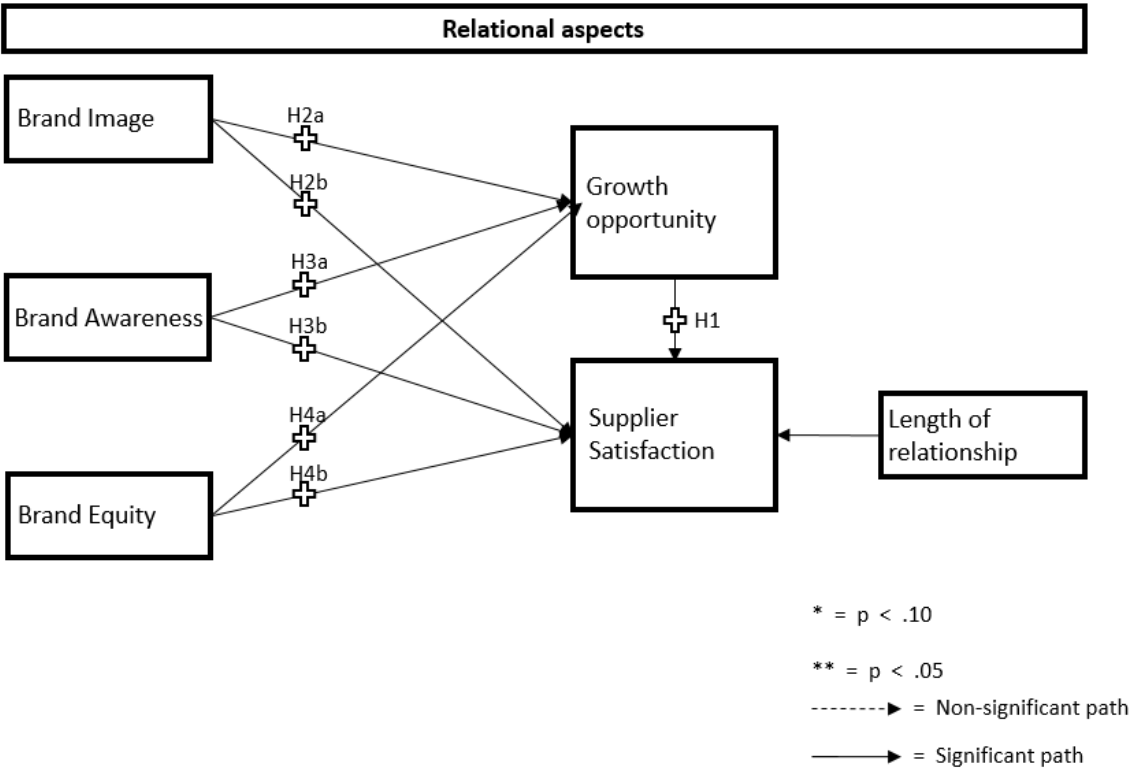 Relational aspects
Brand Image
H2a
H2b
Growth
opportunity
Brand Awareness
H3a
H3b
H1
Brand Equity
H4a
H4b
Supplier
Satisfaction
Length of
relationship
* = p < .10
** = p < .05
= Non-significant path
= Significant path